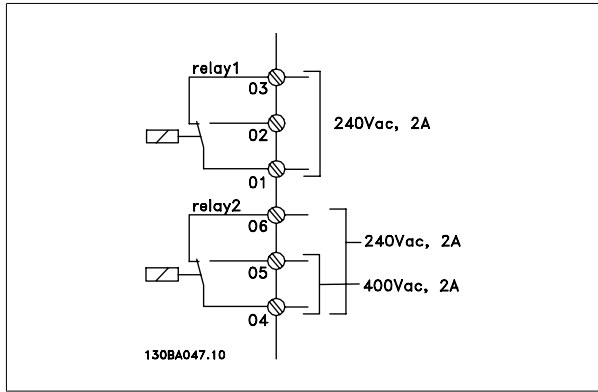 relay1
03
02
240Vac, 2A
01
relay2
06
240Vac, 2A
05
400Vac, 2A
04
130BA047.10